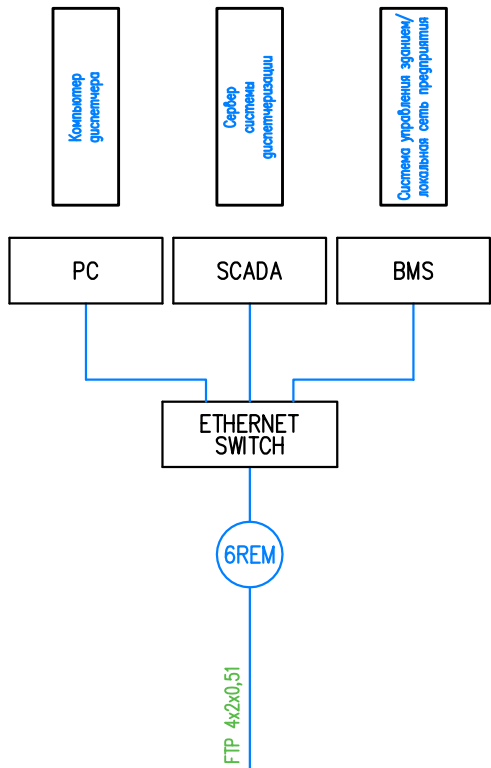 Компьютер
диспетчера
Сервер
системы
диспетчеризации
Система управления зданием/
локальная сеть предприятия
PC
SCADA
BMS
ETHERNET
SWITCH
6REM
FTP 4x2x0,51